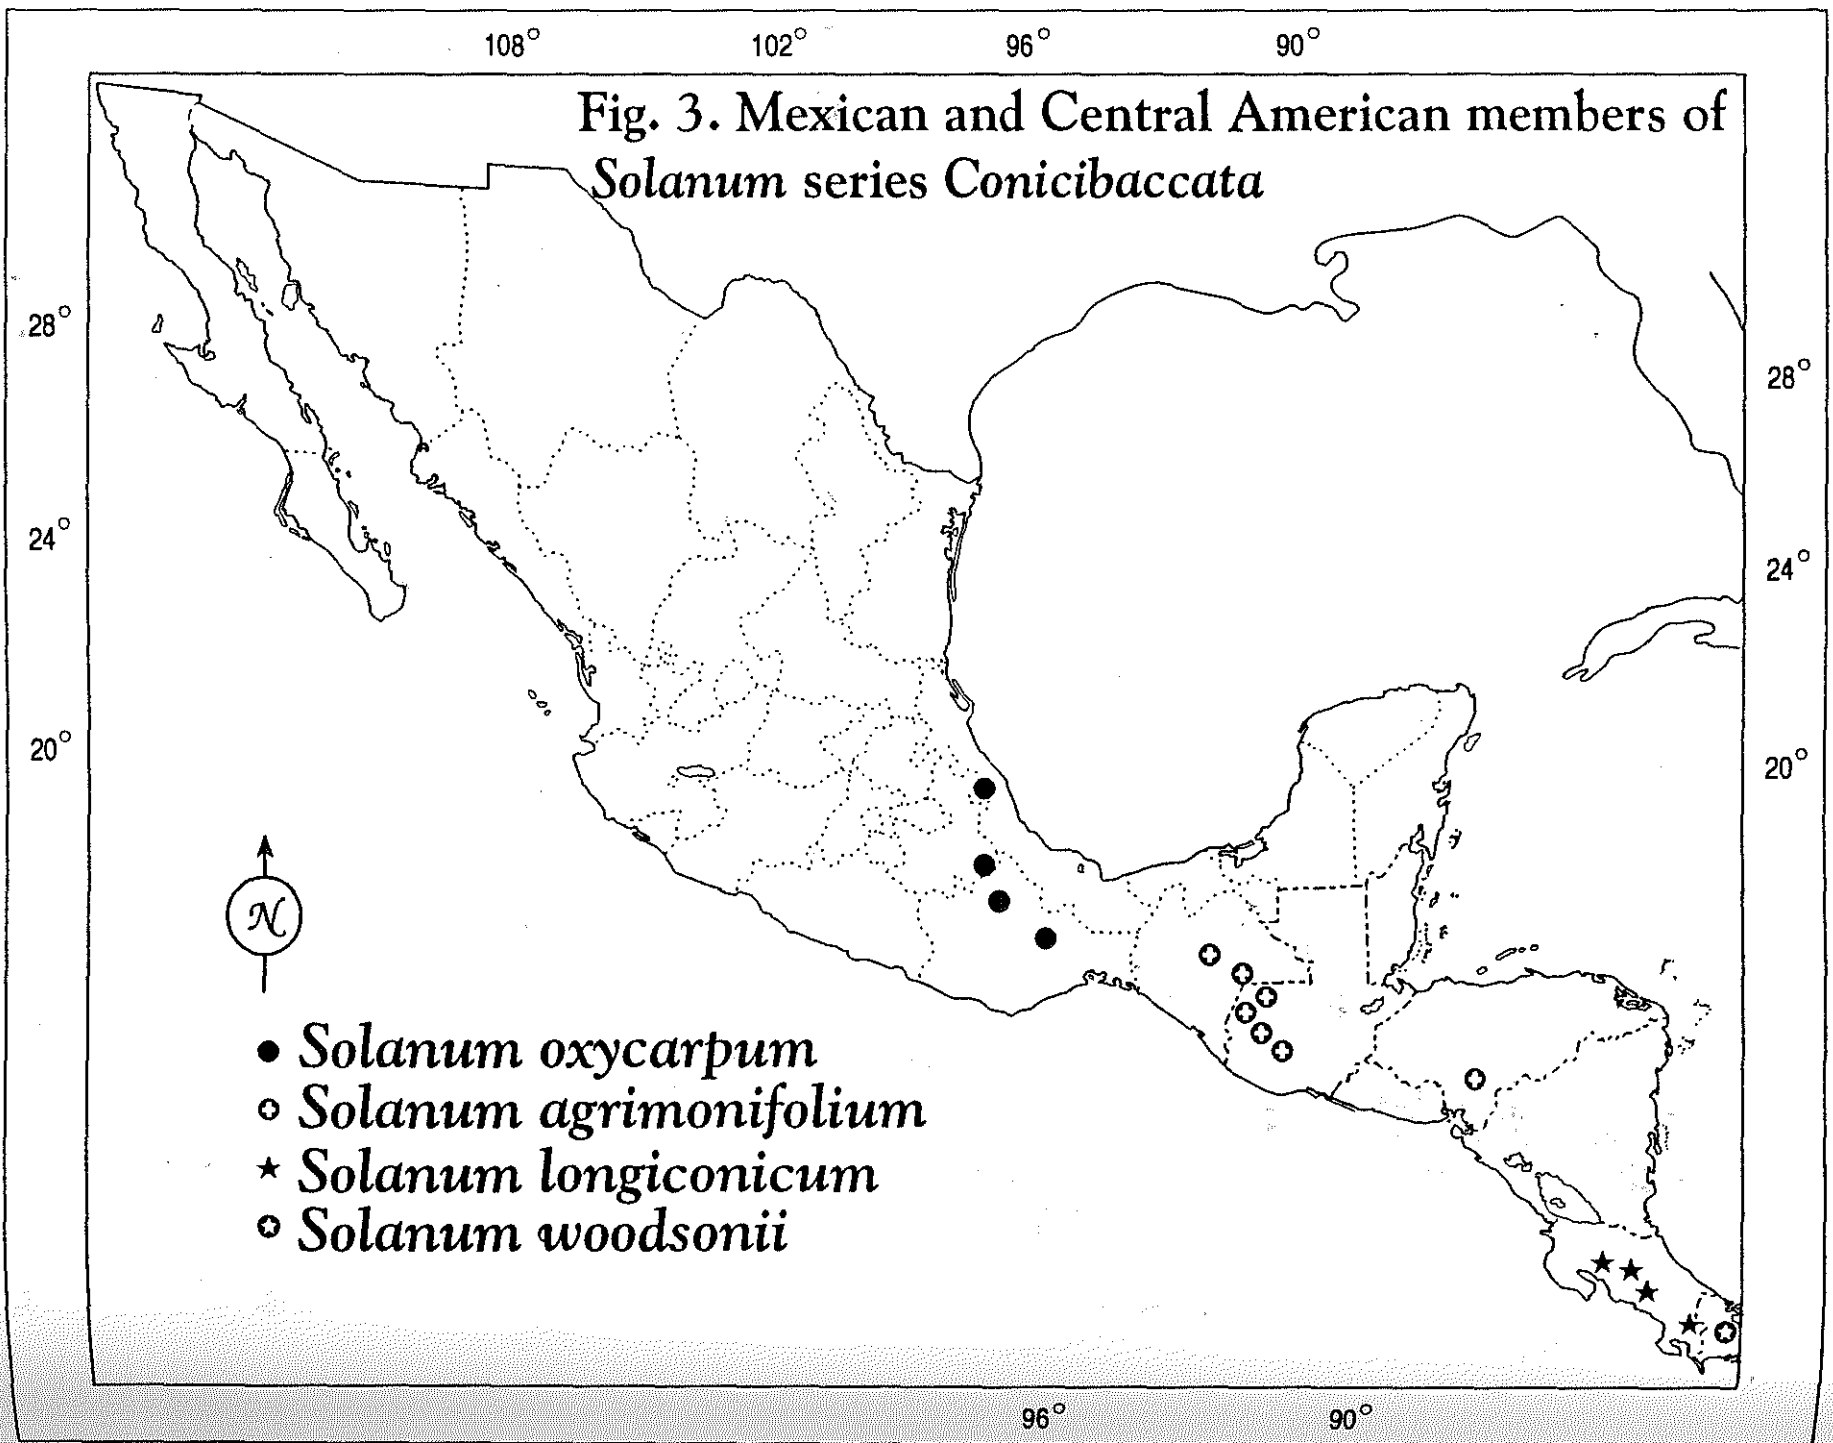 108° 102° 96° 90°
Fig. 3. Mexican and Central American members of
Solanum series Conicibaccata
28°
28°
24°
24°
20°
20°
N
Solanum oxycarpum
Solanum agrimonifolium
Solanum longiconicum
Solanum woodsonii
96° 90°